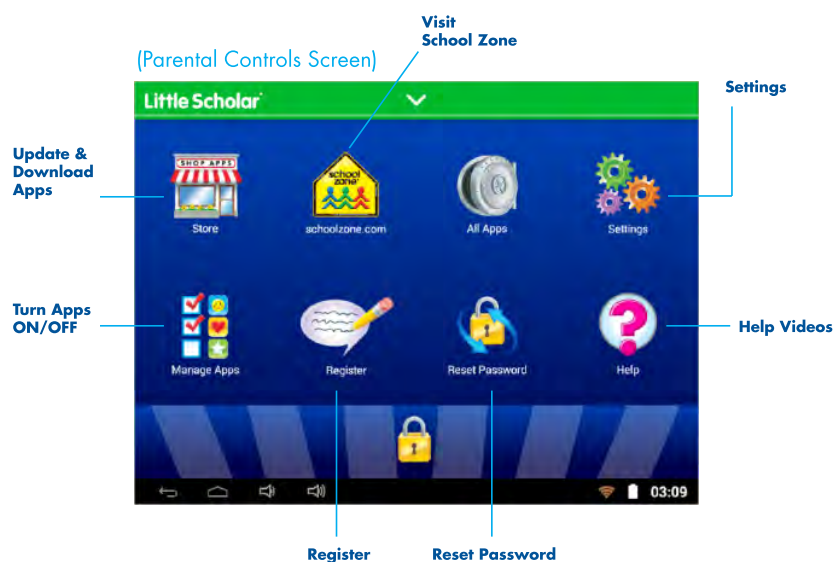 Visit
School Zone
(Parental Controls Screen)
Little Scholar
Settings
Update &
Download
Apps
SHOP APPS
school
zone
Store
schoolzone.com
All Apps
Settings
Turn Apps
ON/OFF
Help Videos
Manage Apps
Register
Reset Password
Help
03:09
Register
Reset Password